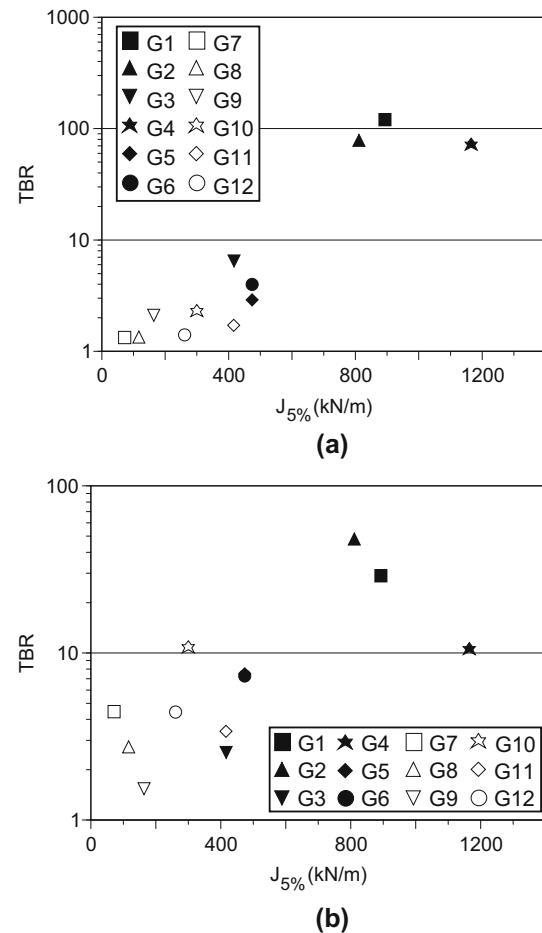 1000
100
10
1
TBR
G1 G7
G2 G8
G3 G9
G4 G10
G5 G11
G6 G12
0 400 800 1200
J5% (kN/m)
(a)
100
10
1
TBR
G1 G4 G7 G10
G2 G5 G8 G11
G3 G6 G9 G12
0 400 800 1200
J5% (kN/m)
(b)